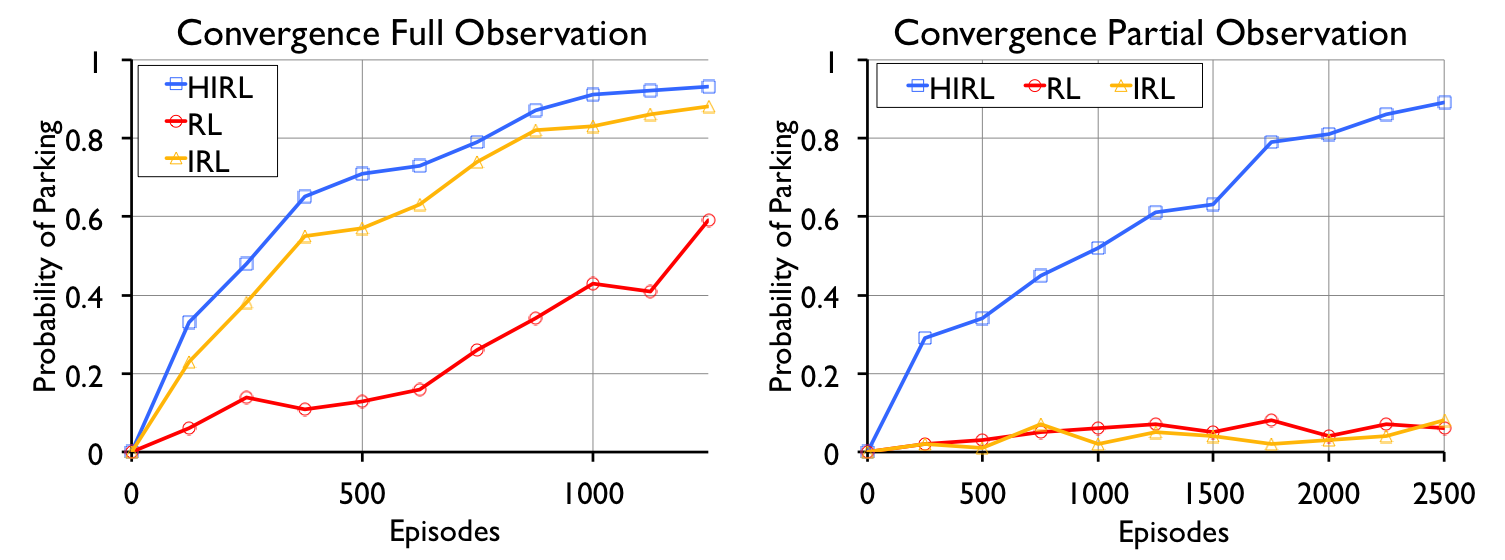 Convergence Full Observation
1
0.8
0.6
0.4
0.2
0
Probability of Parking
HIRL
RL
IRL
0 500 1000
Episodes
Convergence Partial Observation
1
0.8
0.6
0.4
0.2
0
Probability of Parking
HIRL RL IRL
0 500 1000 1500 2000 2500
Episodes